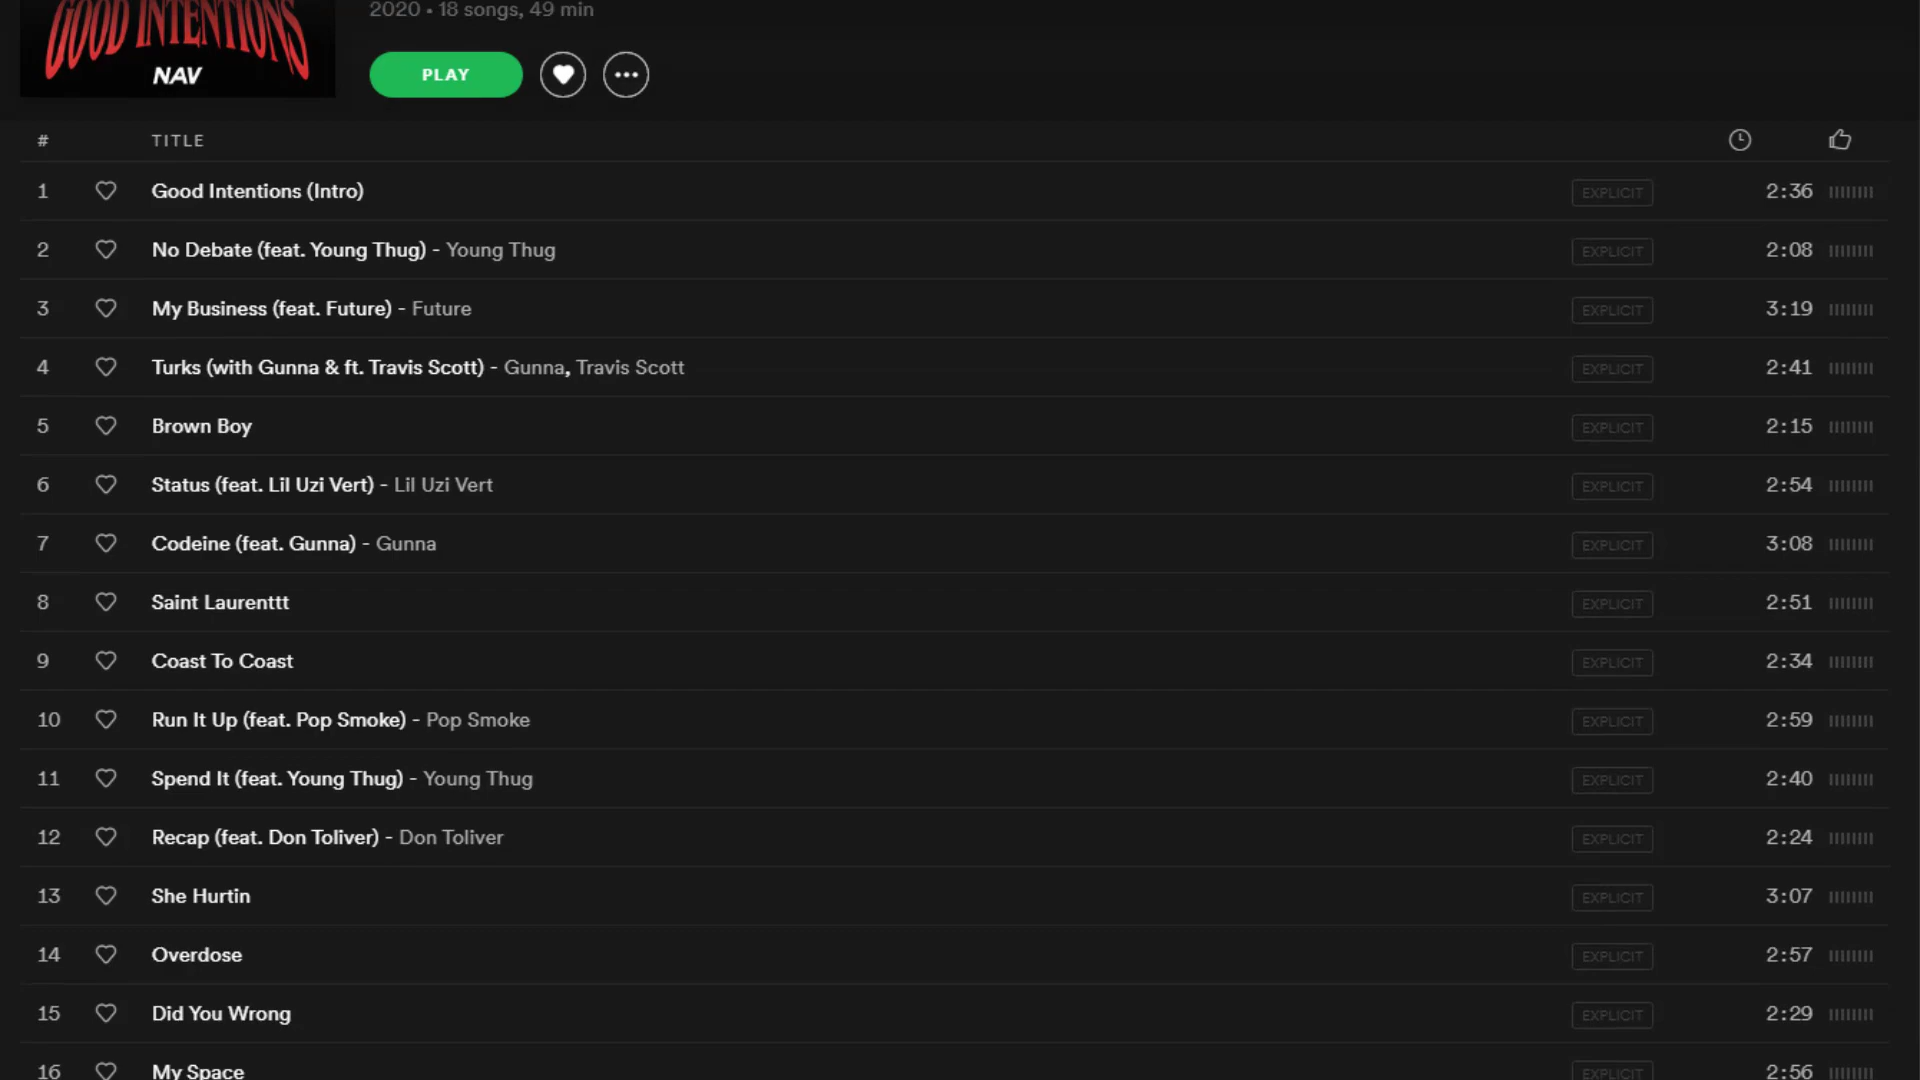 GOOD INTENTIONS
NAV
2020 • 18 songs, 49 min
PLAY
# TITLE
1 Good Intentions (Intro) EXPLICIT 2:36
2 No Debate (feat. Young Thug) - Young Thug EXPLICIT 2:08
3 My Business (feat. Future) - Future EXPLICIT 3:19
4 Turks (with Gunna & ft. Travis Scott) - Gunna, Travis Scott EXPLICIT 2:41
5 Brown Boy EXPLICIT 2:15
6 Status (feat. Lil Uzi Vert) - Lil Uzi Vert EXPLICIT 2:54
7 Codeine (feat. Gunna) - Gunna EXPLICIT 3:08
8 Saint Laurenttt EXPLICIT 2:51
9 Coast To Coast EXPLICIT 2:34
10 Run It Up (feat. Pop Smoke) - Pop Smoke EXPLICIT 2:59
11 Spend It (feat. Young Thug) - Young Thug EXPLICIT 2:40
12 Recap (feat. Don Toliver) - Don Toliver EXPLICIT 2:24
13 She Hurtin EXPLICIT 3:07
14 Overdose EXPLICIT 2:57
15 Did You Wrong EXPLICIT 2:29
16 My Space EXPLICIT 2:56